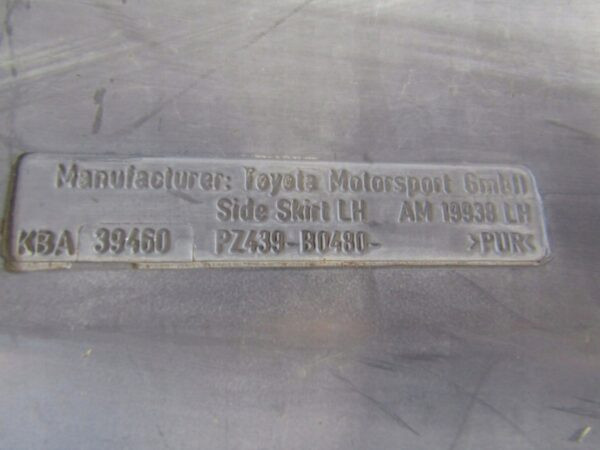 Manufacturer: Toyota Motorsport GmbH
Side Skirt LH AM 19938 LH
KBA 39460 PZ439-B0480- >PUR<